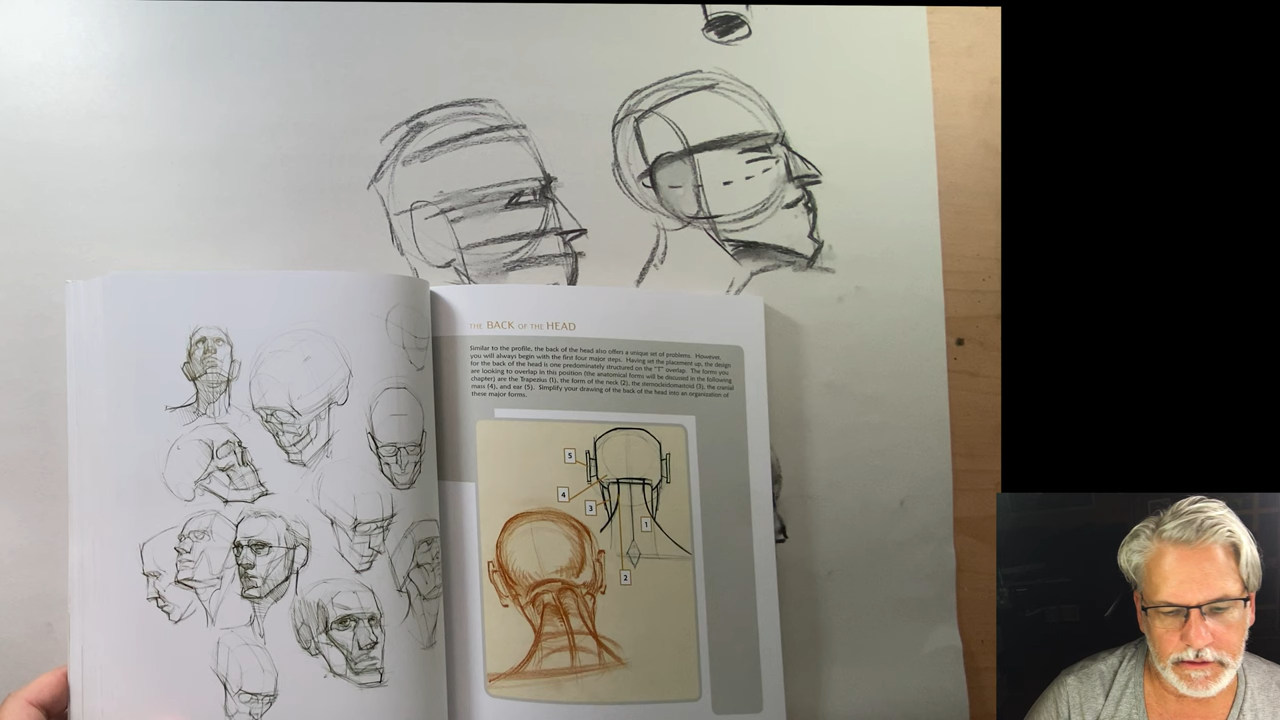 THE BACK OF THE HEAD
Similar to the profile, the back of the head also offers a unique set of problems. However,
you will always begin with the first four major steps. Having set the placement up, the design
for the back of the head is one predominately structured on the "T" overlap. The forms you
are looking to overlap in this position (the anatomical forms will be discussed in the following
chapter) are the Trapezius (1), the form of the neck (2), the sternocleidomastoid (3), the cranial
mass (4), and ear (5). Simplify your drawing of the back of the head into an organization of
these major forms.
5
4
3
1
2